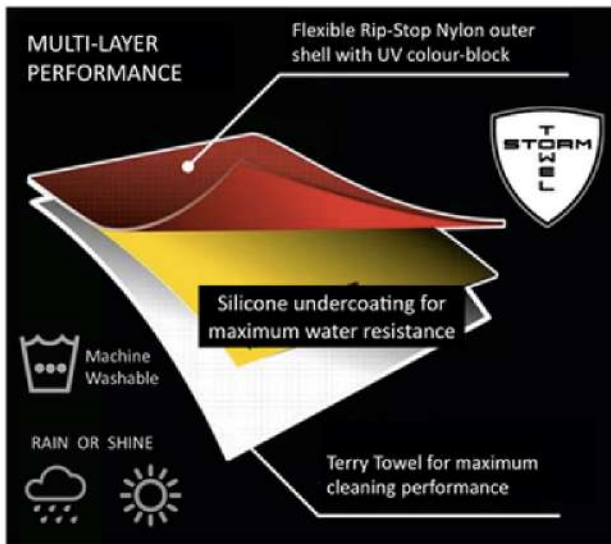 MULTI-LAYER
PERFORMANCE
Flexible Rip-Stop Nylon outer
shell with UV colour-block
STORM
TOWEL
Silicone undercoating for
maximum water resistance
Machine
Washable
RAIN OR SHINE
Terry Towel for maximum
cleaning performance